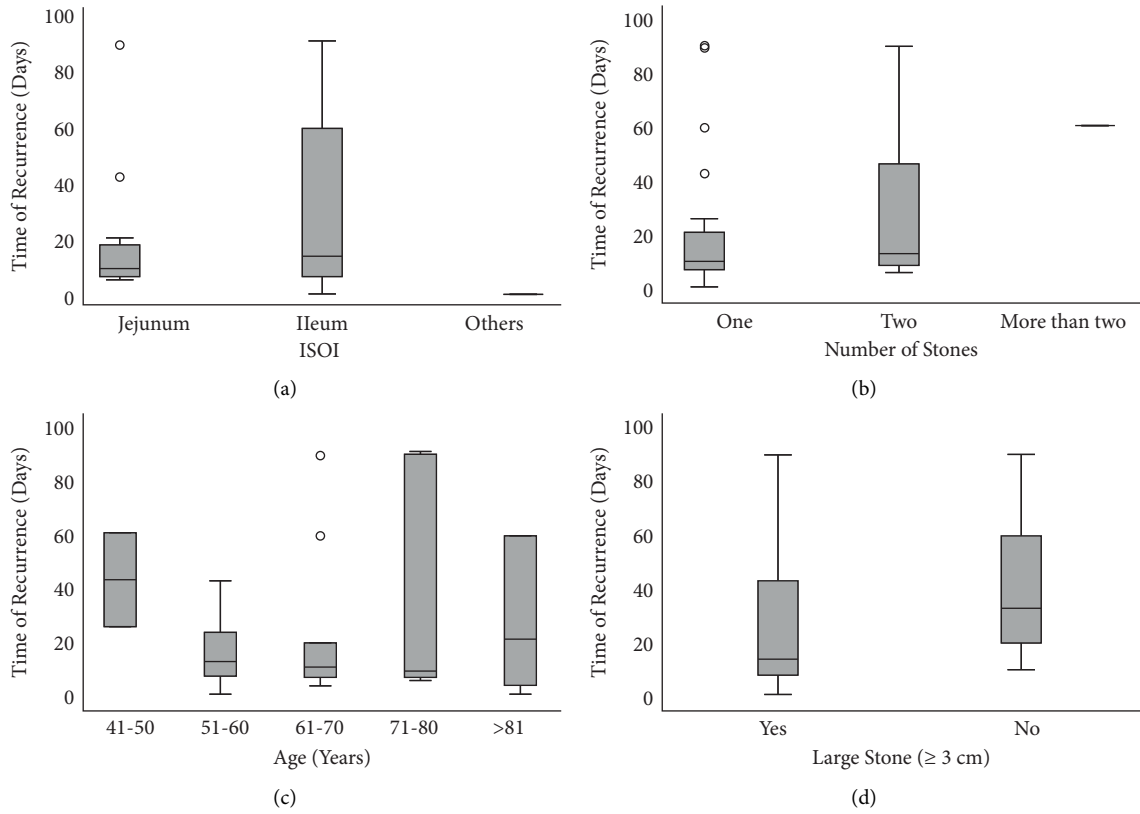 Time of Recurrence (Days)
100
80
60
40
20
0
Jejunum IIeum Others
ISOI
(a)
Time of Recurrence (Days)
100
80
60
40
20
0
One Two More than two
Number of Stones
(b)
Time of Recurrence (Days)
100
80
60
40
20
0
41-50 51-60 61-70 71-80 >81
Age (Years)
(c)
Time of Recurrence (Days)
100
80
60
40
20
0
Yes No
Large Stone (≥ 3 cm)
(d)